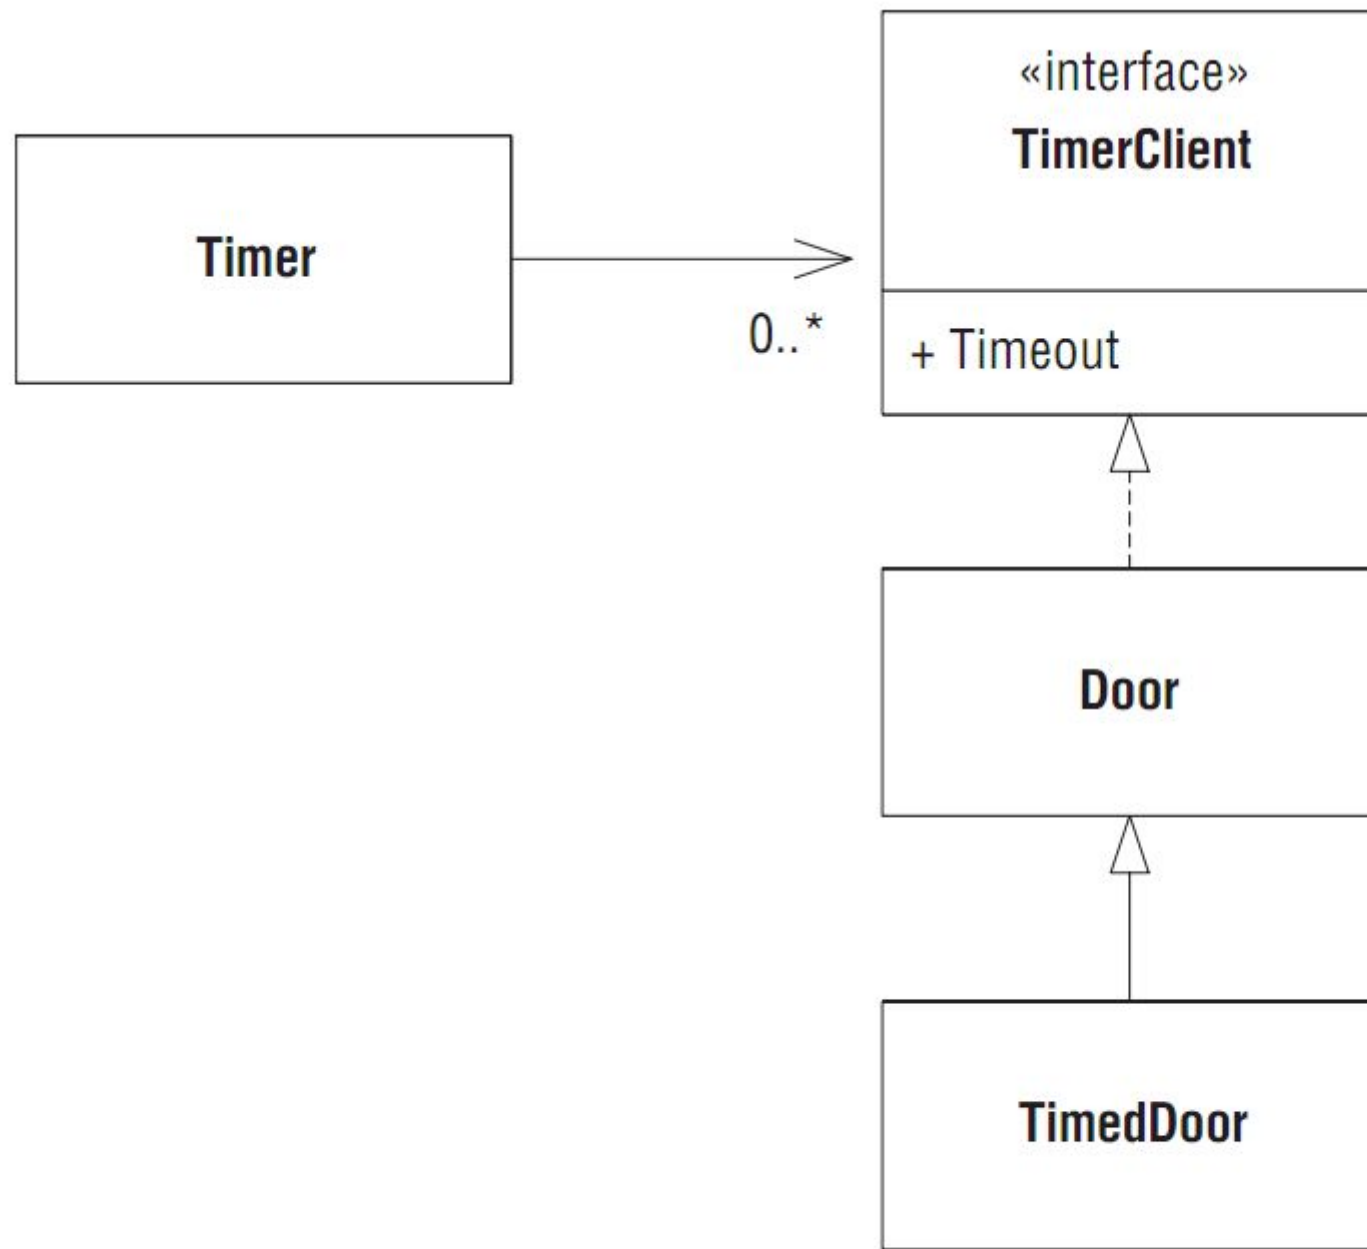 «interface»
TimerClient
Timer
0..*
+ Timeout
Door
TimedDoor